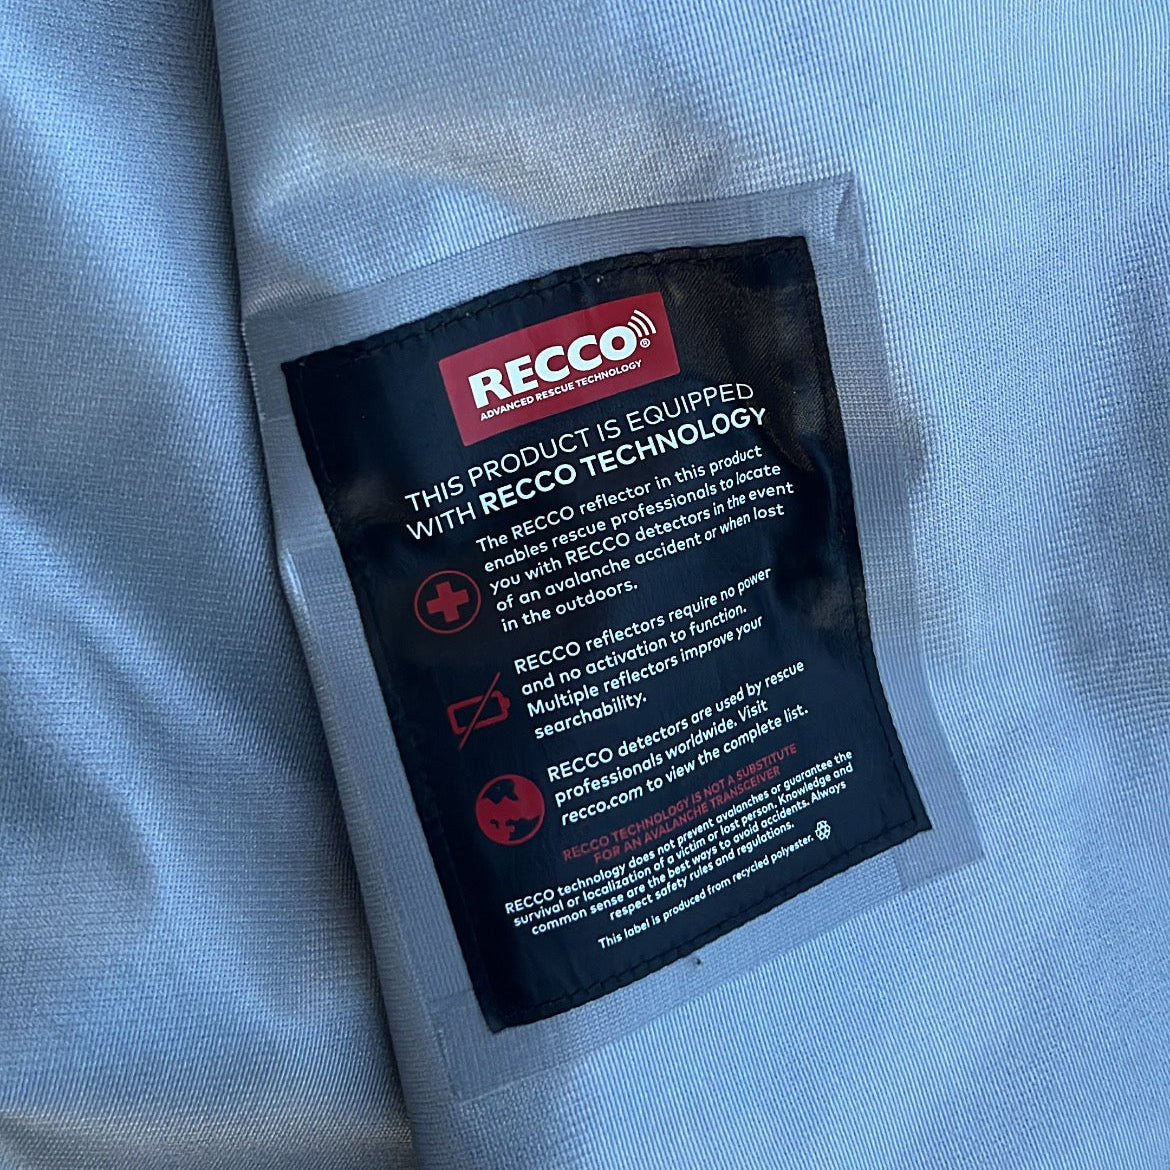 RECCO®
ADVANCED RESCUE TECHNOLOGY
THIS PRODUCT IS EQUIPPED
WITH RECCO TECHNOLOGY
The RECCO reflector in this product
enables rescue professionals to locate
you with RECCO detectors in the event
of an avalanche accident or when lost
in the outdoors.
RECCO reflectors require no power
and no activation to function.
Multiple reflectors improve your
searchability.
RECCO detectors are used by rescue
professionals worldwide. Visit
recco.com to view the complete list.
RECCO TECHNOLOGY IS NOT A SUBSTITUTE
FOR AN AVALANCHE TRANSCEIVER
RECCO technology does not prevent avalanches or guarantee the
survival or localization of a victim or lost person. Knowledge and
common sense are the best ways to avoid accidents. Always
respect safety rules and regulations.
This label is produced from recycled polyester.